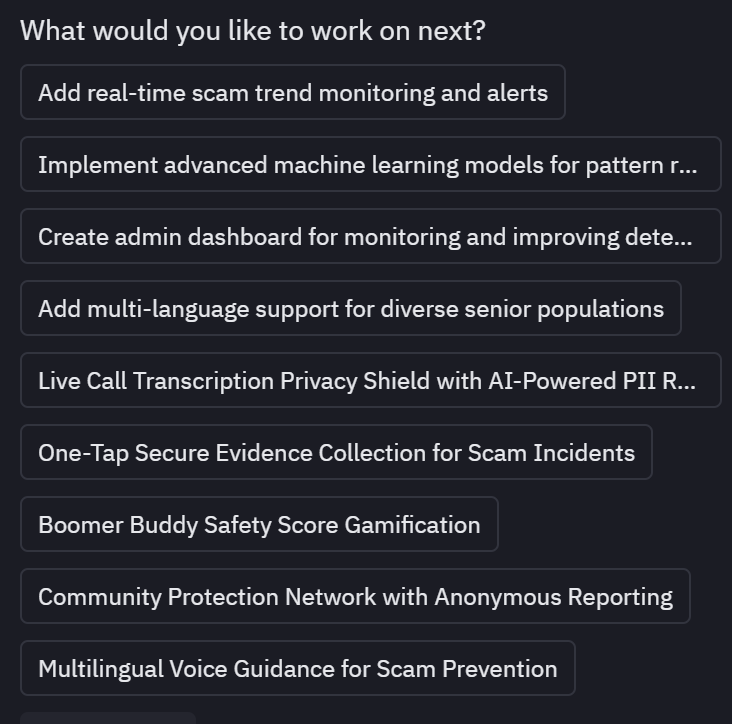 What would you like to work on next?
Add real-time scam trend monitoring and alerts
Implement advanced machine learning models for pattern r...
Create admin dashboard for monitoring and improving dete...
Add multi-language support for diverse senior populations
Live Call Transcription Privacy Shield with AI-Powered PII R...
One-Tap Secure Evidence Collection for Scam Incidents
Boomer Buddy Safety Score Gamification
Community Protection Network with Anonymous Reporting
Multilingual Voice Guidance for Scam Prevention